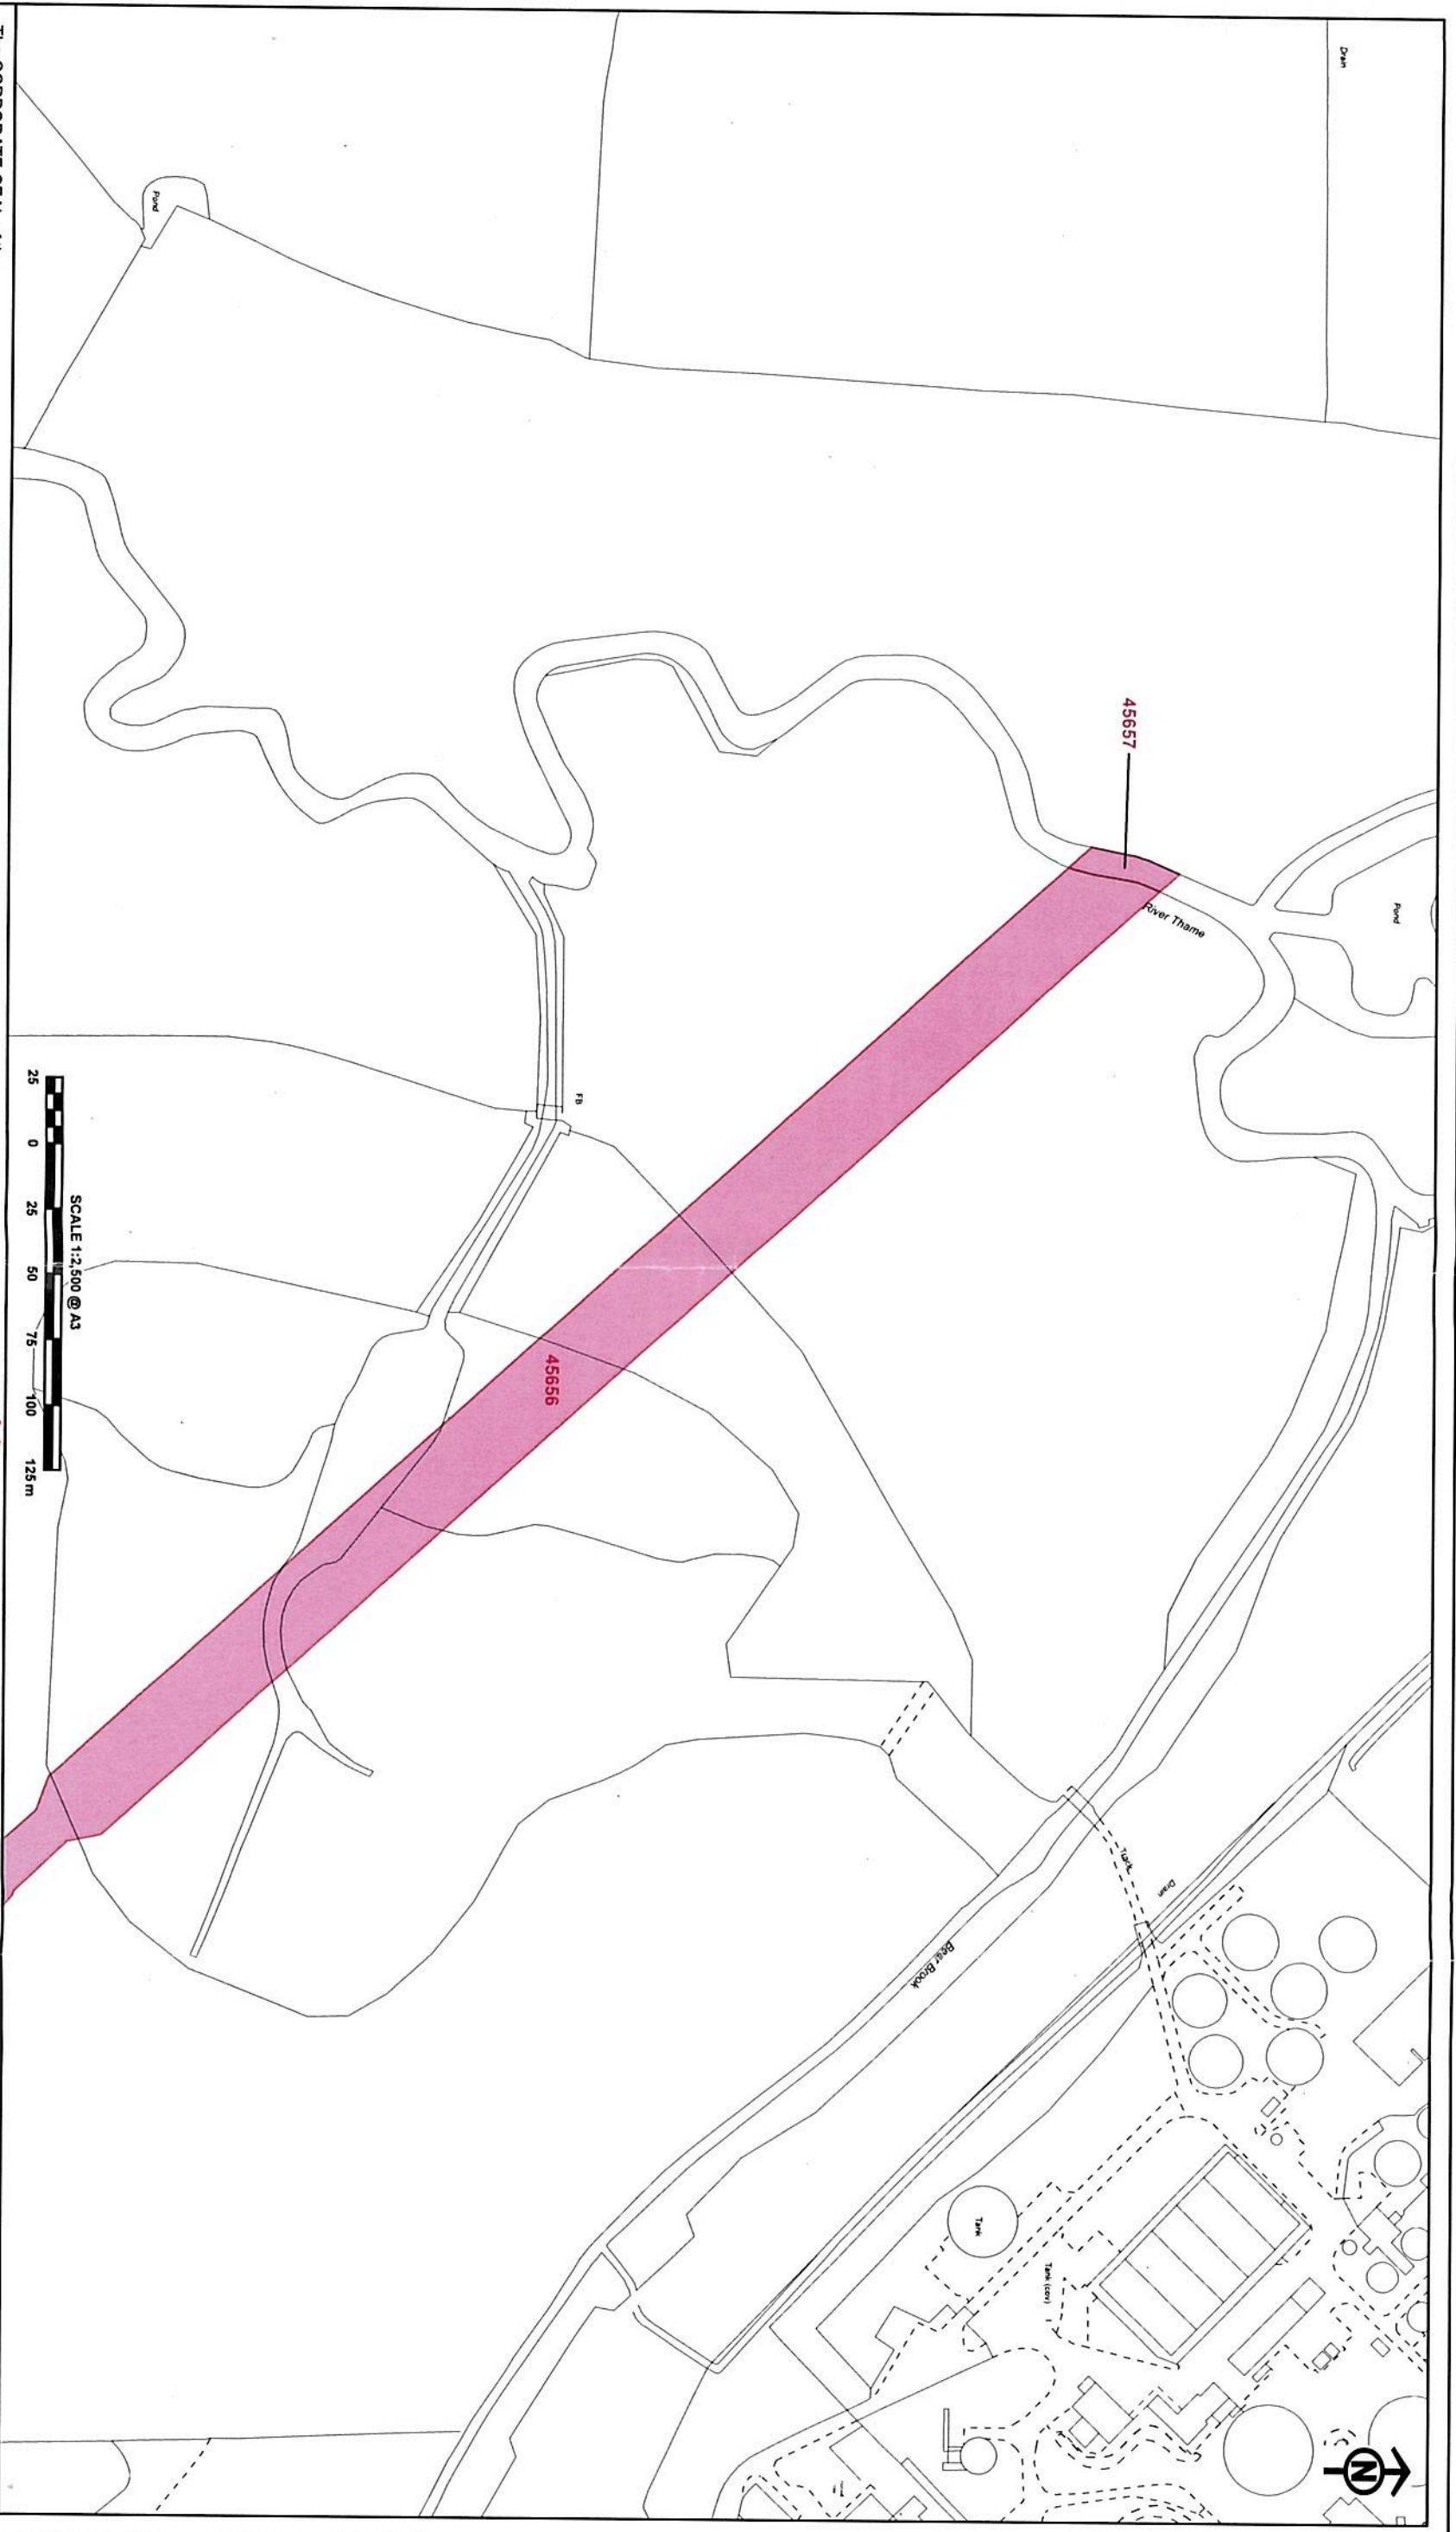 Drain
Pond
45657
River Thame
Pond
FB
45656
Track
Drain
Bear Brook
Tank
Tank (cov)
N
SCALE 1:2,500 @ A3
25 0 25 50 75 100 125 m